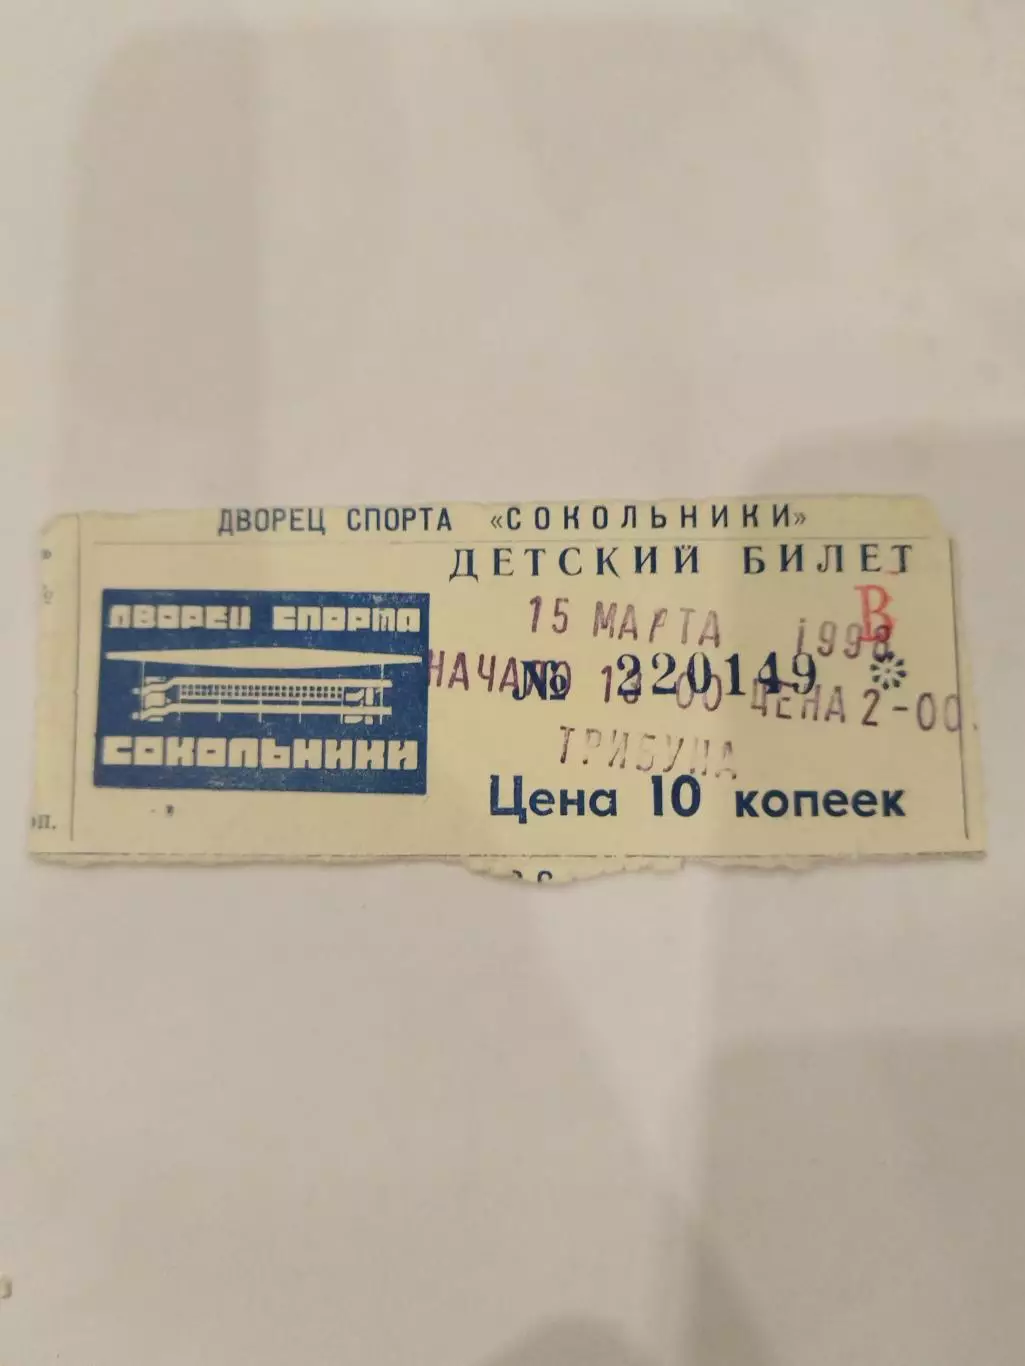 ДВОРЕЦ СПОРТА «СОКОЛЬНИКИ»
ДЕТСКИЙ БИЛЕТ
ДВОРЕЦ СПОРТА
СОКОЛЬНИКИ
15 МАРТА 1998
В
№ 220149
НАЧАЛО ЦЕНА 2-00.
ТРИБУНА
Цена 10 копеек